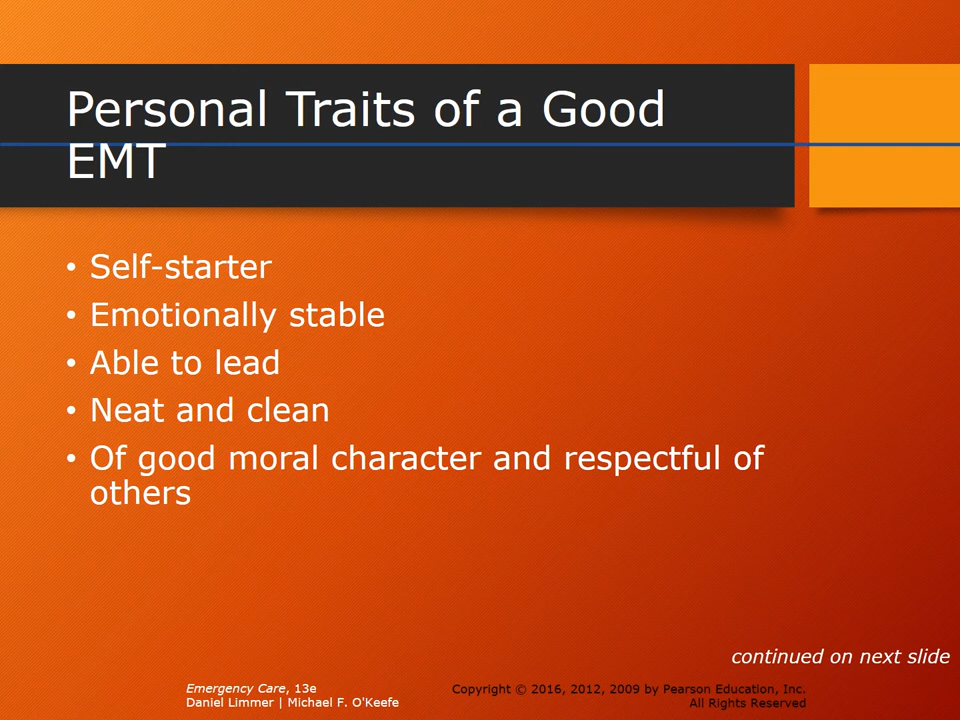 Personal Traits of a Good
EMT
• Self-starter
• Emotionally stable
• Able to lead
• Neat and clean
• Of good moral character and respectful of
others
continued on next slide
Emergency Care, 13e
Daniel Limmer | Michael F. O'Keefe
Copyright © 2016, 2012, 2009 by Pearson Education, Inc.
All Rights Reserved